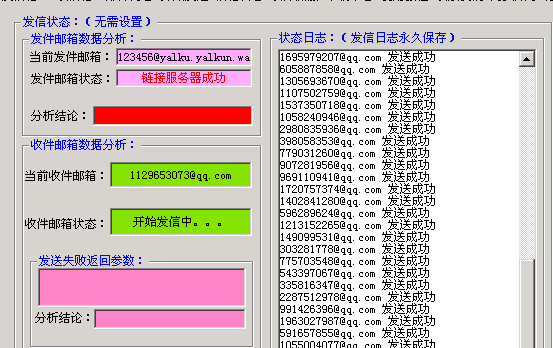 发信状态：（无需设置）
发件邮箱数据分析：
当前发件邮箱：
123456@yalku.yalkun.wa
发件邮箱状态：
链接服务器成功
分析结论：
收件邮箱数据分析：
当前收件邮箱：
1129653073@qq.com
收件邮箱状态：
开始发信中。。。
发送失败返回参数：
分析结论：
状态日志：（发信日志永久保存）
1695979207@qq.com 发送成功
605887858@qq.com 发送成功
1305693670@qq.com 发送成功
1107502759@qq.com 发送成功
1537350718@qq.com 发送成功
1058240946@qq.com 发送成功
2980835936@qq.com 发送成功
398058353@qq.com 发送成功
779031260@qq.com 发送成功
907281956@qq.com 发送成功
969110941@qq.com 发送成功
1720757374@qq.com 发送成功
1402841280@qq.com 发送成功
596289624@qq.com 发送成功
1213152265@qq.com 发送成功
149099531@qq.com 发送成功
303281778@qq.com 发送成功
775703548@qq.com 发送成功
543397067@qq.com 发送成功
335816347@qq.com 发送成功
2287512978@qq.com 发送成功
991426396@qq.com 发送成功
1963027987@qq.com 发送成功
591657855@qq.com 发送成功
1055004077@qq.com 发送成功